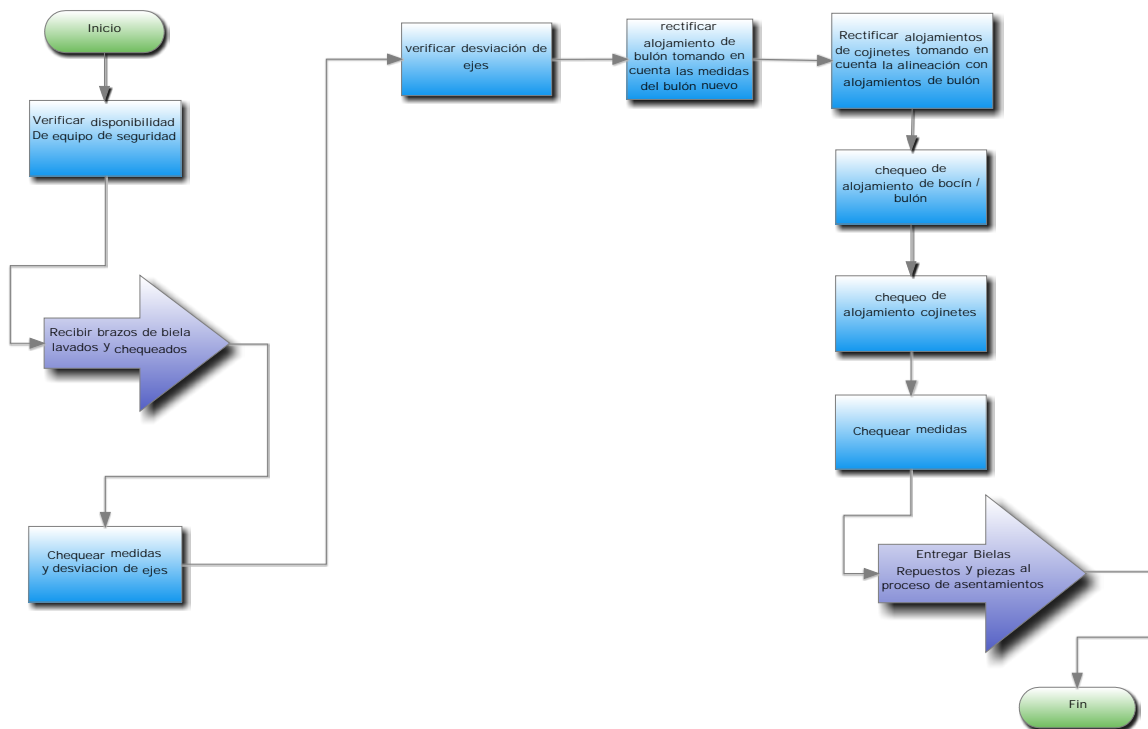 Inicio
Verificar disponibilidad
De equipo de seguridad
Recibir brazos de biela
lavados y chequeados
Chequear medidas
y desviacion de ejes
verificar desviación de
ejes
rectificar
alojamiento de
bulón tomando en
cuenta las medidas
del bulón nuevo
Rectificar alojamientos
de cojinetes tomando en
cuenta la alineación con
alojamientos de bulón
chequeo de
alojamiento de bocín /
bulón
chequeo de
alojamiento cojinetes
Chequear medidas
Entregar Bielas
Repuestos y piezas al
proceso de asentamientos
Fin